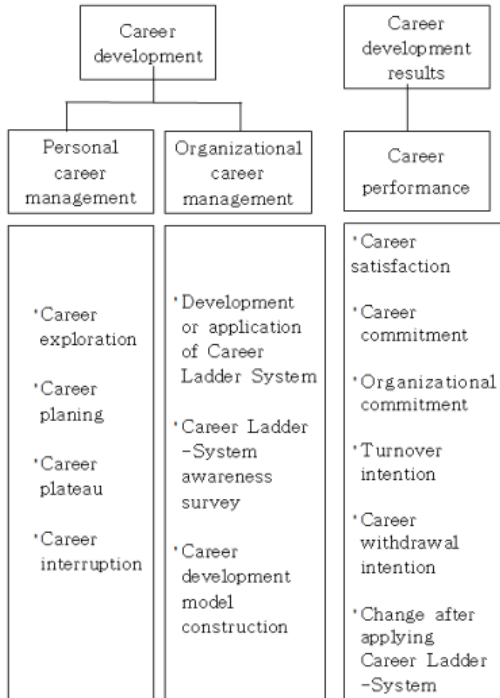 Career
development
Career
development
results
Personal
career
management
Organizational
career
management
Career
performance
*Career
exploration
*Career
planing
*Career
plateau
*Career
interruption
*Development
or application
of Career
Ladder System
*Career Ladder
-System
awareness
survey
*Career
development
model
construction
*Career
satisfaction
*Career
commitment
*Organizational
commitment
*Turnover
intention
*Career
withdrawal
intention
*Change after
applying
Career Ladder
-System